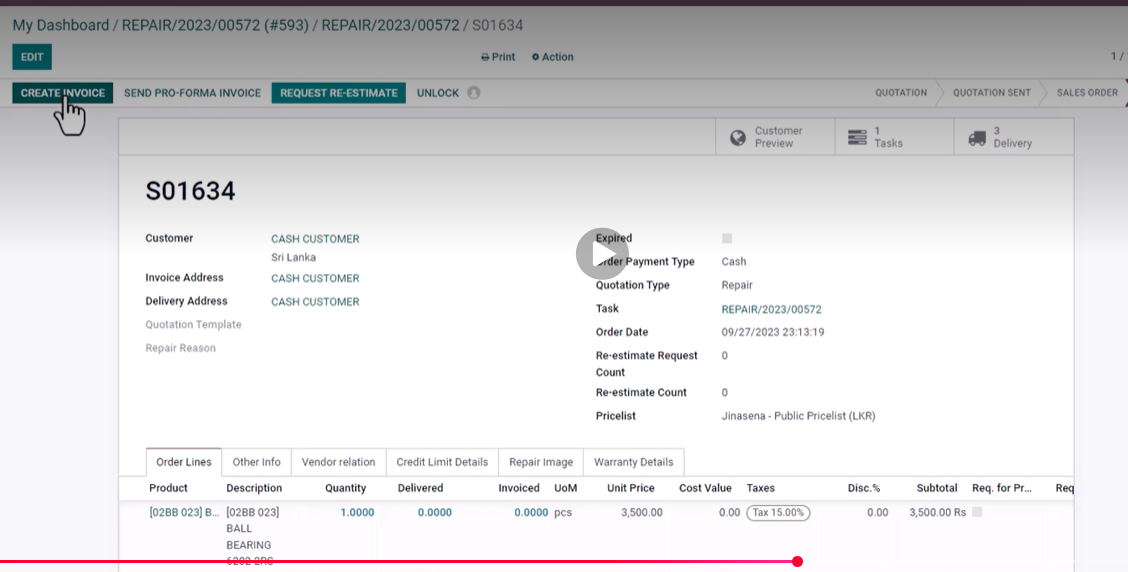 My Dashboard / REPAIR/2023/00572 (#593) / REPAIR/2023/00572 / S01634
EDIT
Print
Action
1 /
CREATE INVOICE
SEND PRO-FORMA INVOICE
REQUEST RE-ESTIMATE
UNLOCK
QUOTATION
QUOTATION SENT
SALES ORDER
Customer Preview
1 Tasks
3 Delivery
S01634
Customer CASH CUSTOMER
Sri Lanka
Invoice Address CASH CUSTOMER
Delivery Address CASH CUSTOMER
Quotation Template
Repair Reason
Expired
Order Payment Type Cash
Quotation Type Repair
Task REPAIR/2023/00572
Order Date 09/27/2023 23:13:19
Re-estimate Request Count 0
Re-estimate Count 0
Pricelist Jinasena - Public Pricelist (LKR)
Order Lines Other Info Vendor relation Credit Limit Details Repair Image Warranty Details
Product Description Quantity Delivered Invoiced UoM Unit Price Cost Value Taxes Disc.% Subtotal Req. for Pr... Req
[02BB 023] B... [02BB 023] 1.0000 0.0000 0.0000 pcs 3,500.00 0.00 Tax 15.00% 0.00 3,500.00 Rs
BALL
BEARING
6202 2RS